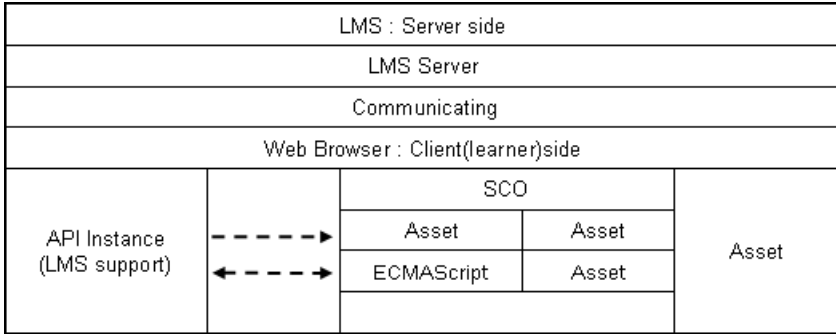 LMS : Server side
LMS Server
Communicating
Web Browser : Client(learner)side
SCO
Asset Asset
API Instance
(LMS support)
Asset
ECMAScript Asset